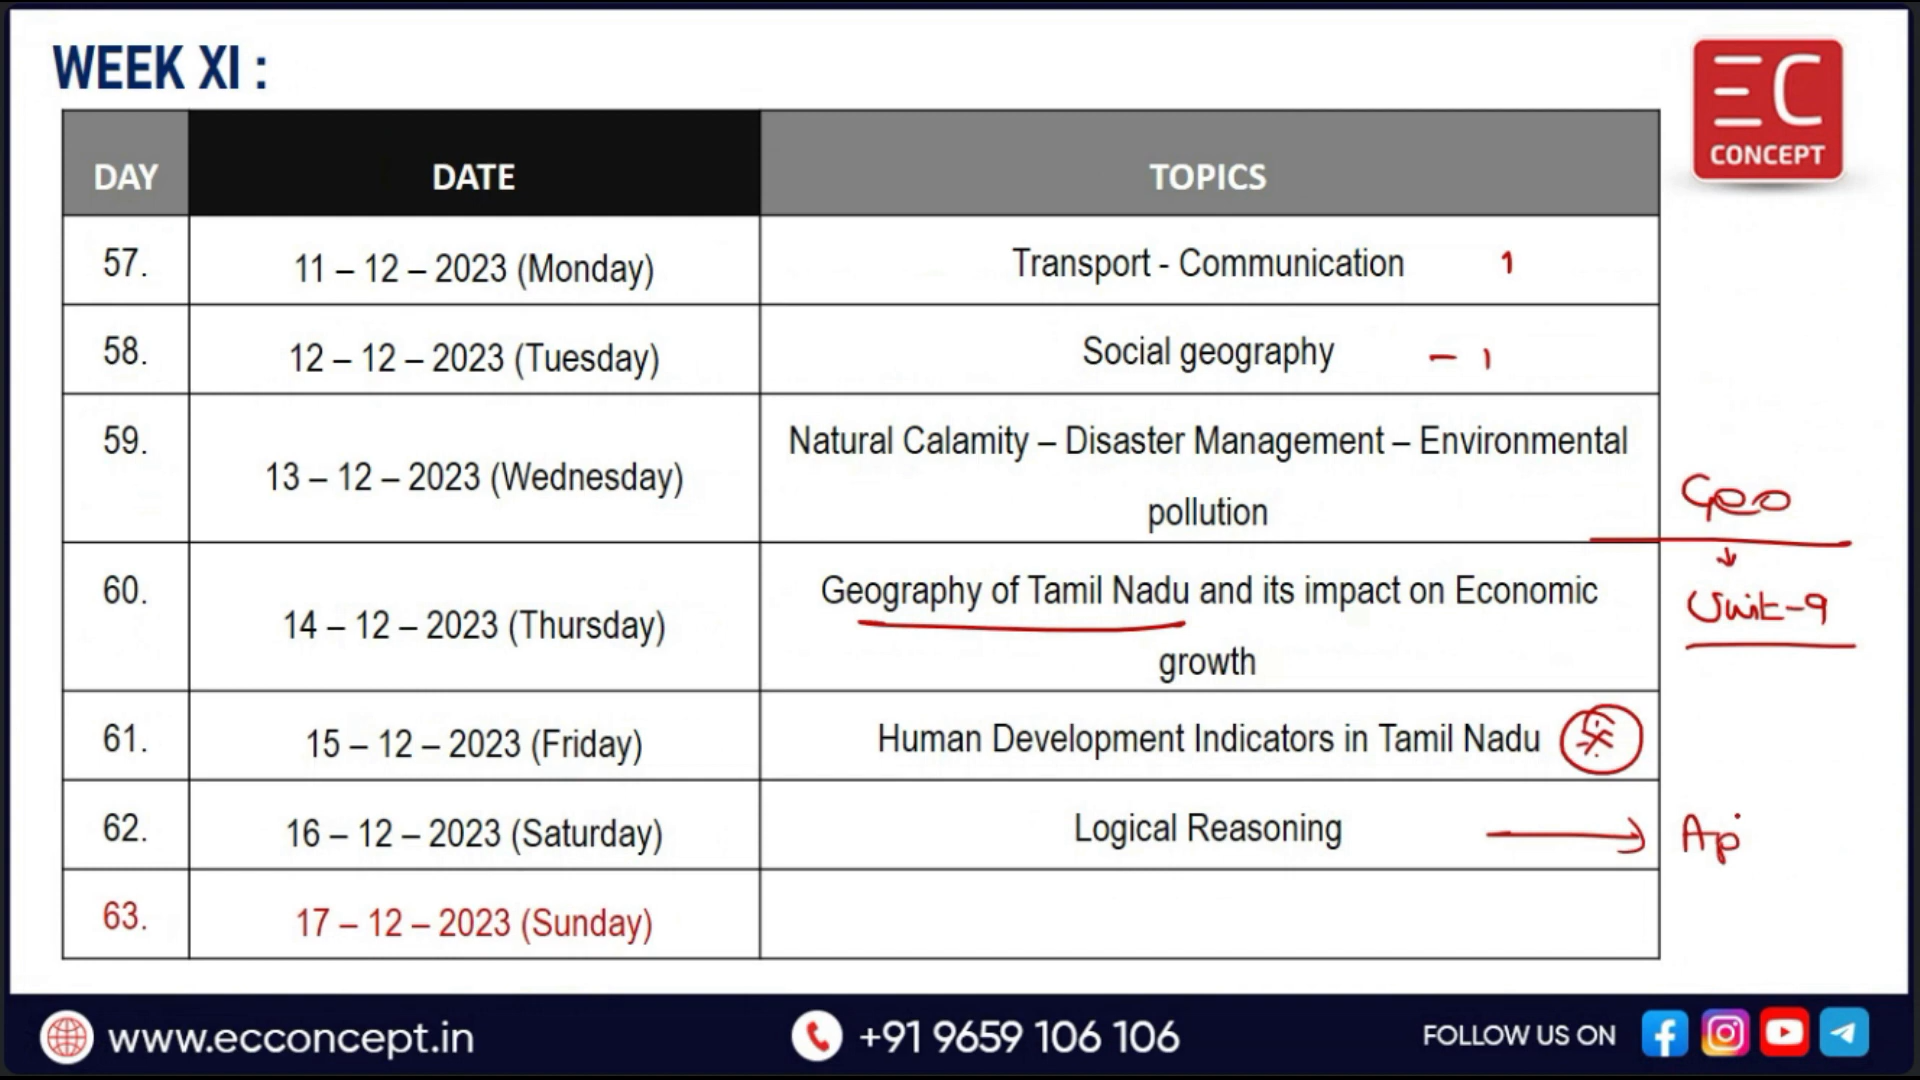 WEEK XI :
EC
CONCEPT
DAY DATE TOPICS
57. 11 – 12 – 2023 (Monday) Transport - Communication 1
58. 12 – 12 – 2023 (Tuesday) Social geography – 1
59. 13 – 12 – 2023 (Wednesday) Natural Calamity – Disaster Management – Environmental
pollution
Geo
60. 14 – 12 – 2023 (Thursday) Geography of Tamil Nadu and its impact on Economic
growth
Unit-9
61. 15 – 12 – 2023 (Friday) Human Development Indicators in Tamil Nadu
62. 16 – 12 – 2023 (Saturday) Logical Reasoning Ap
63. 17 – 12 – 2023 (Sunday)
www.ecconcept.in +91 9659 106 106 FOLLOW US ON